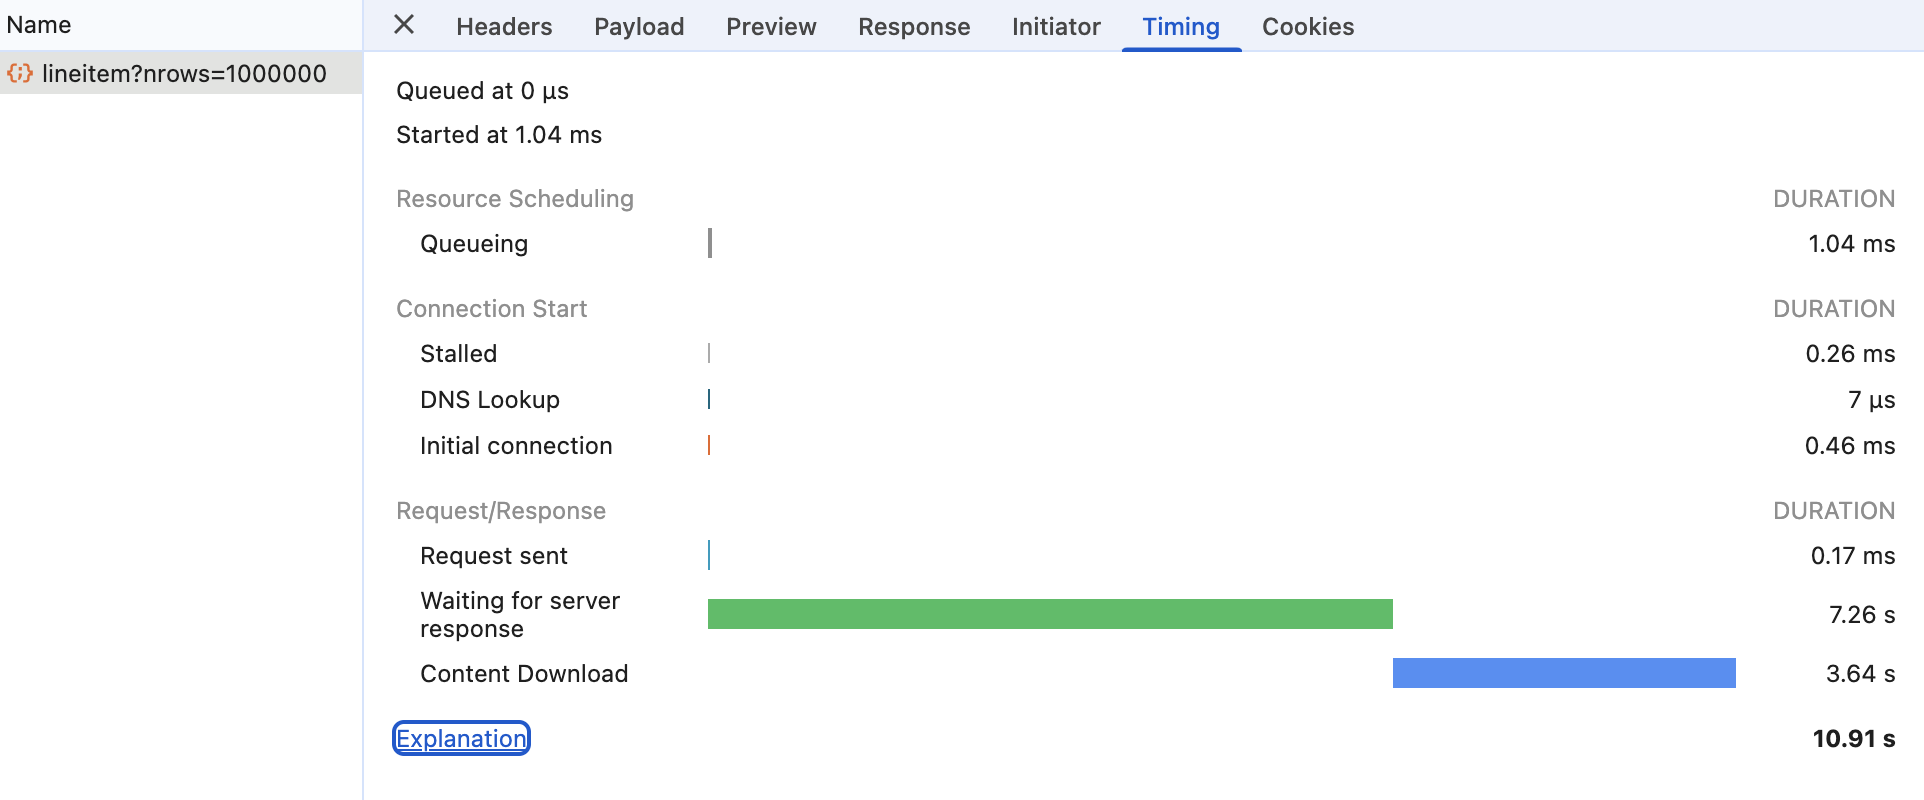 Name
Headers Payload Preview Response Initiator Timing Cookies
lineitem?nrows=1000000
Queued at 0 μs
Started at 1.04 ms
Resource Scheduling DURATION
Queueing 1.04 ms
Connection Start DURATION
Stalled 0.26 ms
DNS Lookup 7 μs
Initial connection 0.46 ms
Request/Response DURATION
Request sent 0.17 ms
Waiting for server
response 7.26 s
Content Download 3.64 s
Explanation 10.91 s